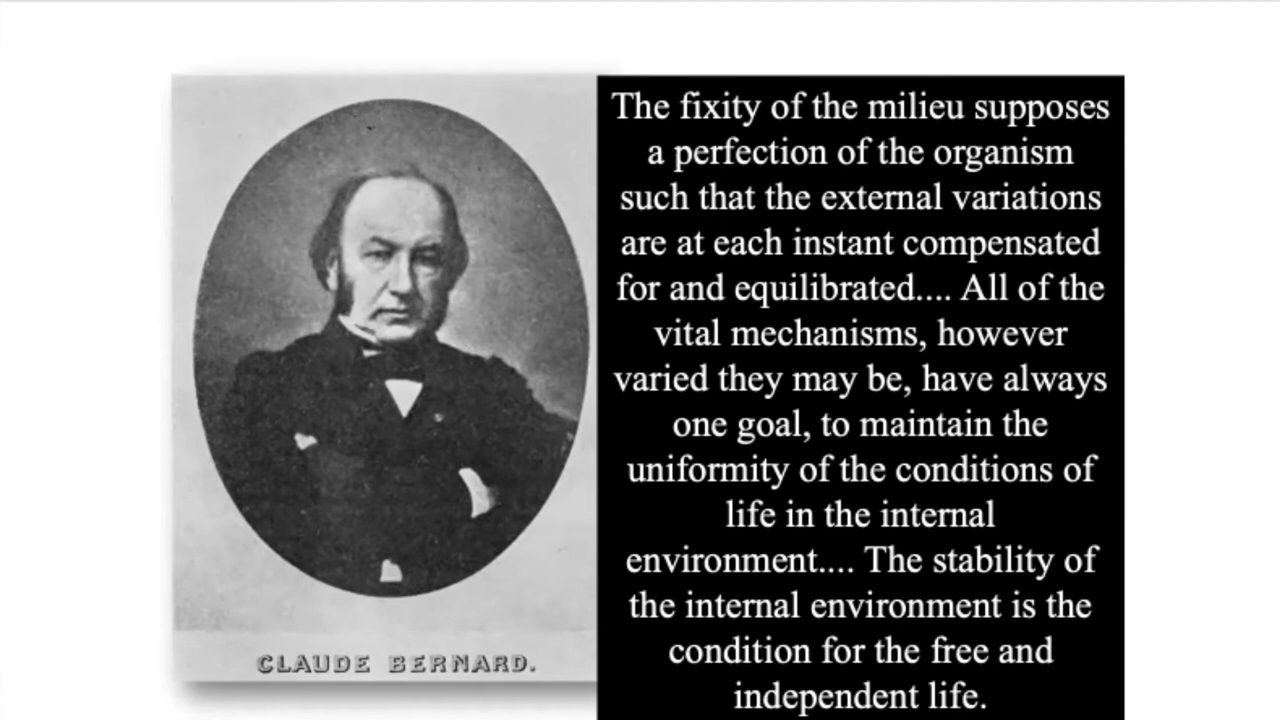 The fixity of the milieu supposes
a perfection of the organism
such that the external variations
are at each instant compensated
for and equilibrated.... All of the
vital mechanisms, however
varied they may be, have always
one goal, to maintain the
uniformity of the conditions of
life in the internal
environment.... The stability of
the internal environment is the
condition for the free and
independent life.
CLAUDE BERNARD.